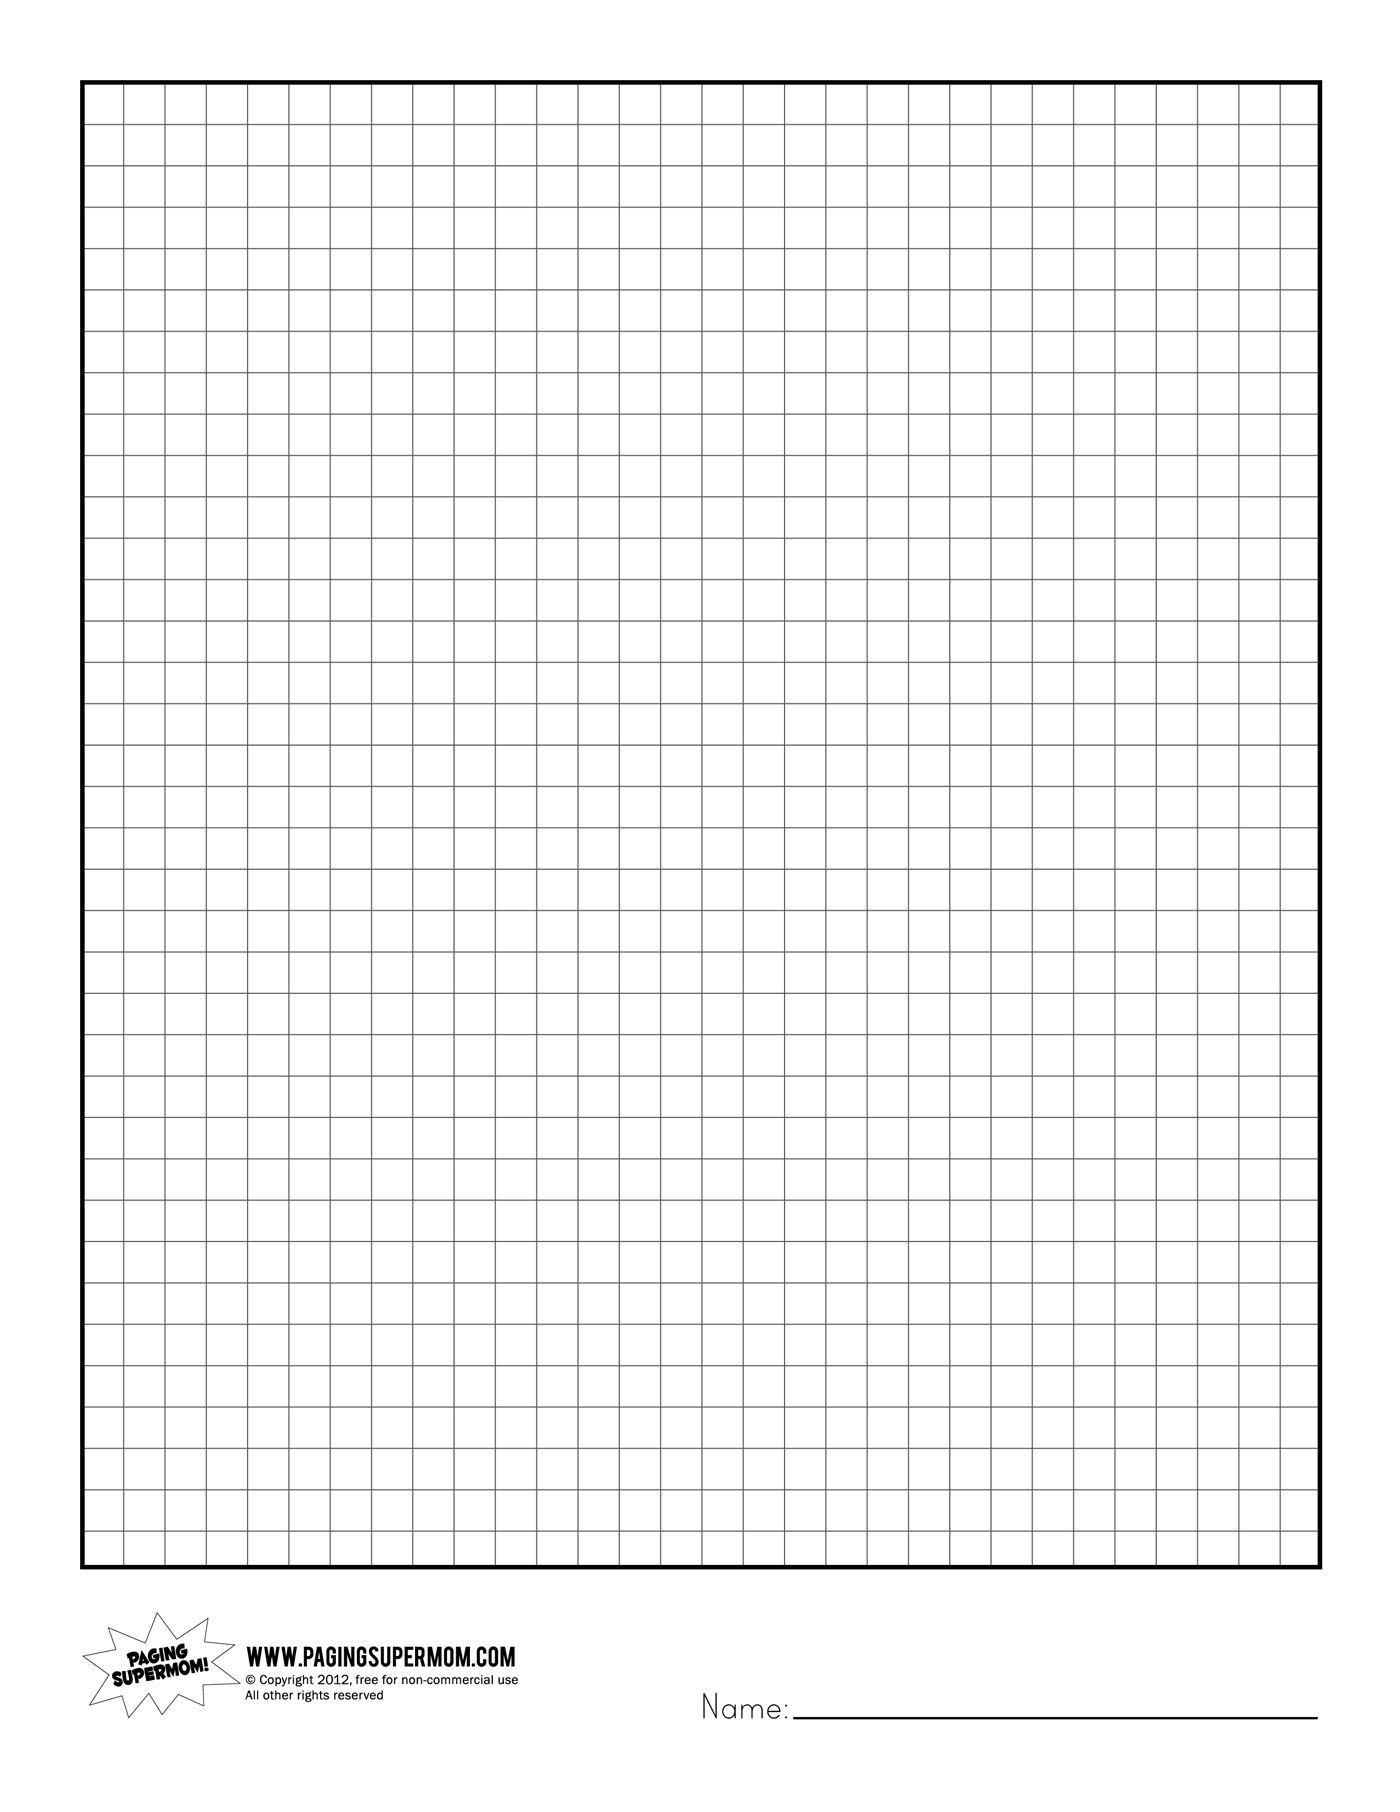 PAGING
SUPERMOM!
WWW.PAGINGSUPERMOM.COM
© Copyright 2012, free for non-commercial use
All other rights reserved
Name: